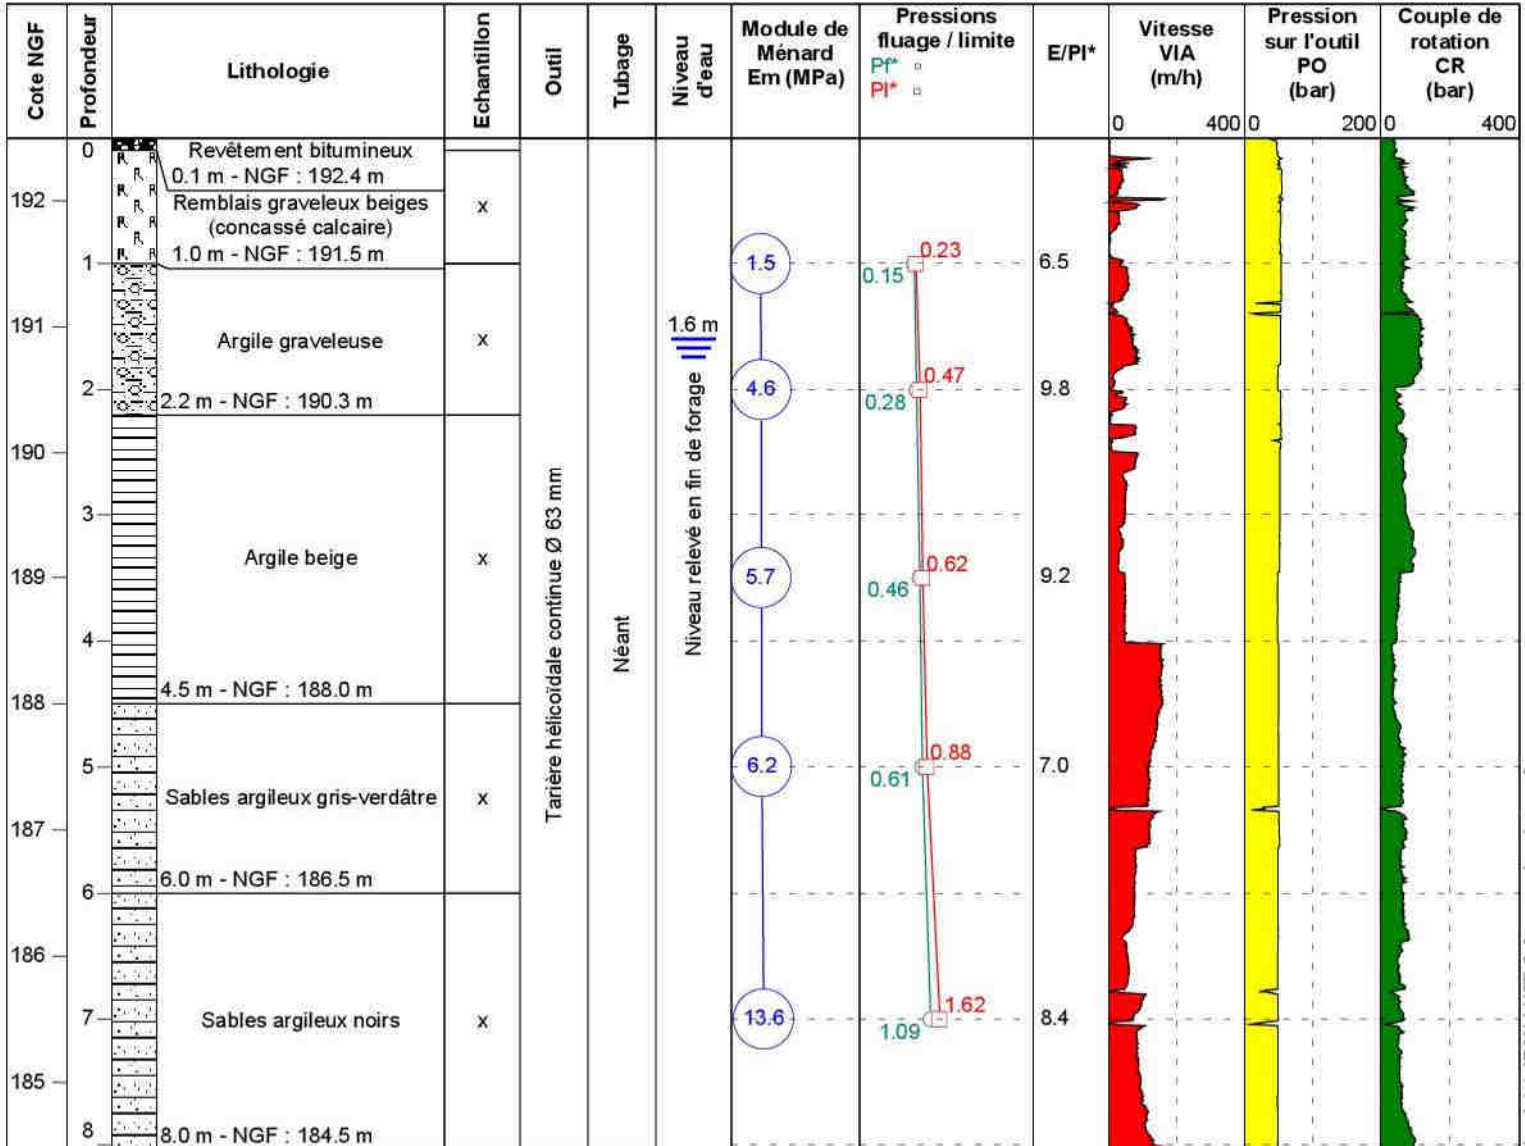 Cote NGF
Profondeur
Lithologie
Echantillon
Outil
Tubage
Niveau
d'eau
Module de
Ménard
Em (MPa)
Pressions
fluage / limite
Pf*
Pl*
E/Pl*
Vitesse
VIA
(m/h)
0 400
Pression
sur l'outil
PO
(bar)
0 200
Couple de
rotation
CR
(bar)
0 400
192
191
190
189
188
187
186
185
0
1
2
3
4
5
6
7
8
R R
R
R R
R
R R
R
R R
Revêtement bitumineux
0.1 m - NGF : 192.4 m
Remblais graveleux beiges
(concassé calcaire)
1.0 m - NGF : 191.5 m
Argile graveleuse
2.2 m - NGF : 190.3 m
Argile beige
4.5 m - NGF : 188.0 m
Sables argileux gris-verdâtre
6.0 m - NGF : 186.5 m
Sables argileux noirs
8.0 m - NGF : 184.5 m
x
x
x
x
x
x
Tarière hélicoïdale continue Ø 63 mm
Néant
1.6 m
Niveau relevé en fin de forage
1.5
4.6
5.7
6.2
13.6
0.23
0.15
0.47
0.28
0.62
0.46
0.88
0.61
1.62
1.09
6.5
9.8
9.2
7.0
8.4